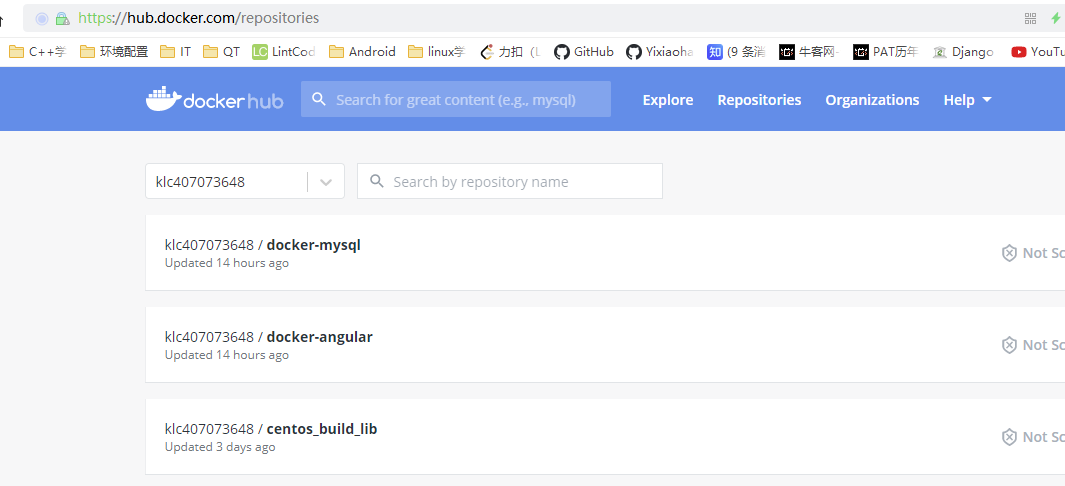 https://hub.docker.com/repositories
C++学 环境配置 IT QT LC LintCod Android linux学 力扣 (L GitHub Yixiaoha 知 (9 条消 牛客网- PAT历年 Django YouTu
docker hub Search for great content (e.g., mysql) Explore Repositories Organizations Help
klc407073648 Search by repository name
klc407073648 / docker-mysql
Updated 14 hours ago
Not Sc
klc407073648 / docker-angular
Updated 14 hours ago
Not Sc
klc407073648 / centos_build_lib
Updated 3 days ago
Not Sc